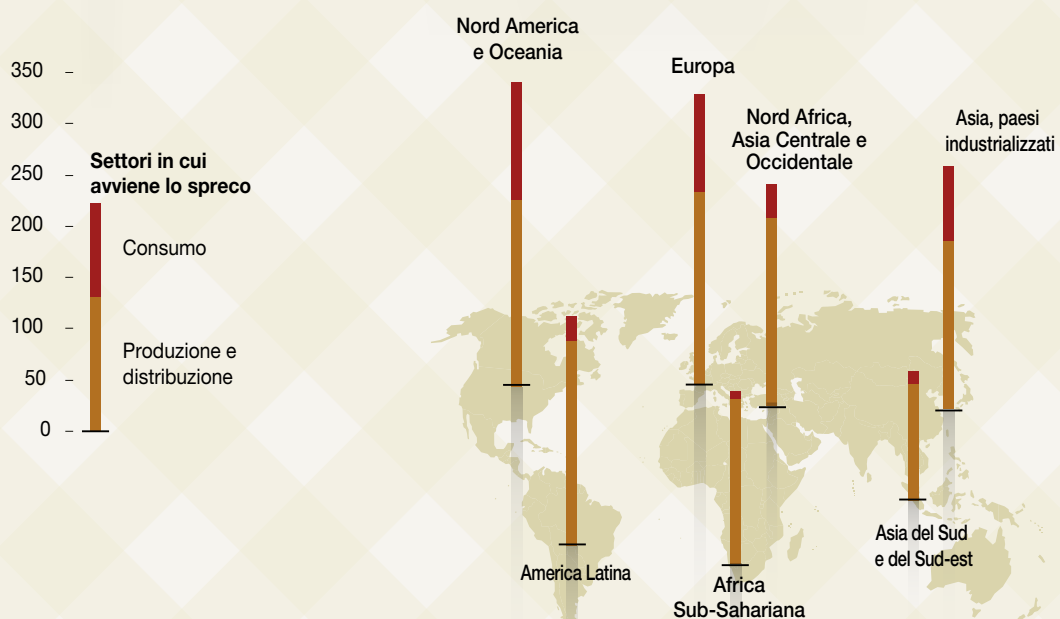 Nord America
e Oceania
Europa
Nord Africa,
Asia Centrale e
Occidentale
Asia, paesi
industrializzati
350
300
250
200
150
100
50
0
Settori in cui
avviene lo spreco
Consumo
Produzione e
distribuzione
America Latina
Africa
Sub-Sahariana
Asia del Sud
e del Sud-est